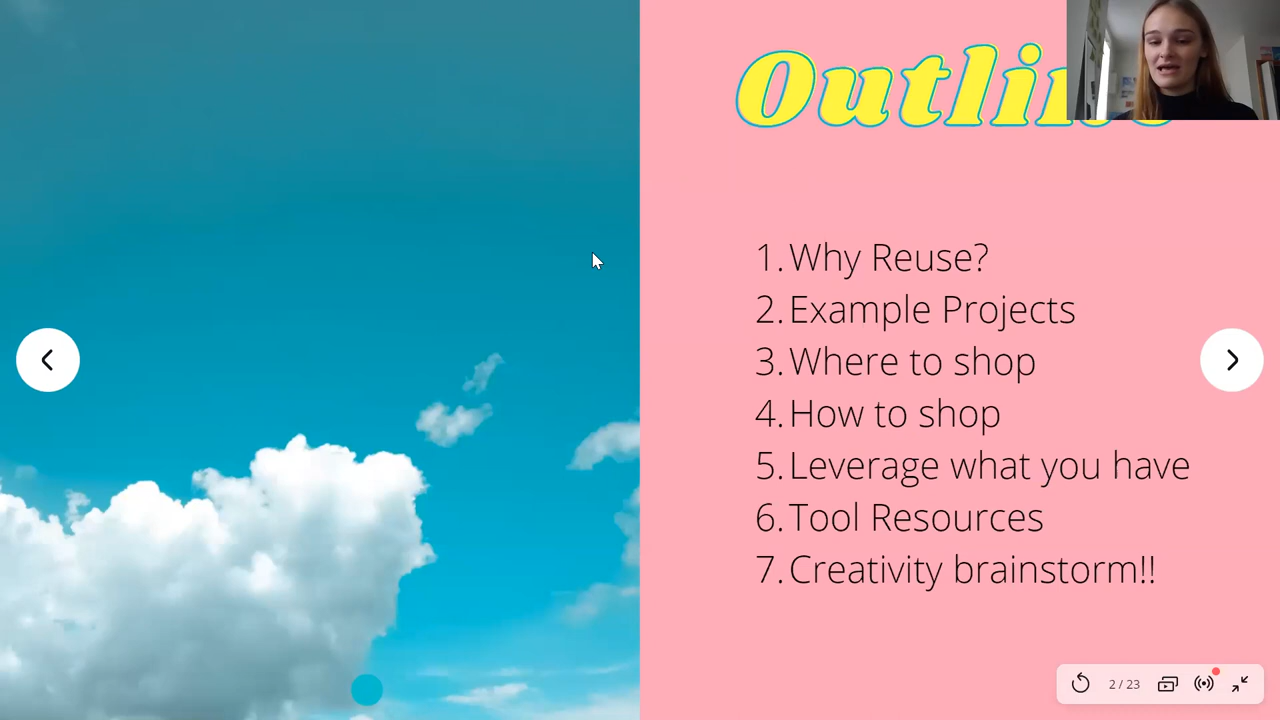 1. Why Reuse?
2. Example Projects
3. Where to shop
4. How to shop
5. Leverage what you have
6. Tool Resources
7. Creativity brainstorm!!
2 / 23